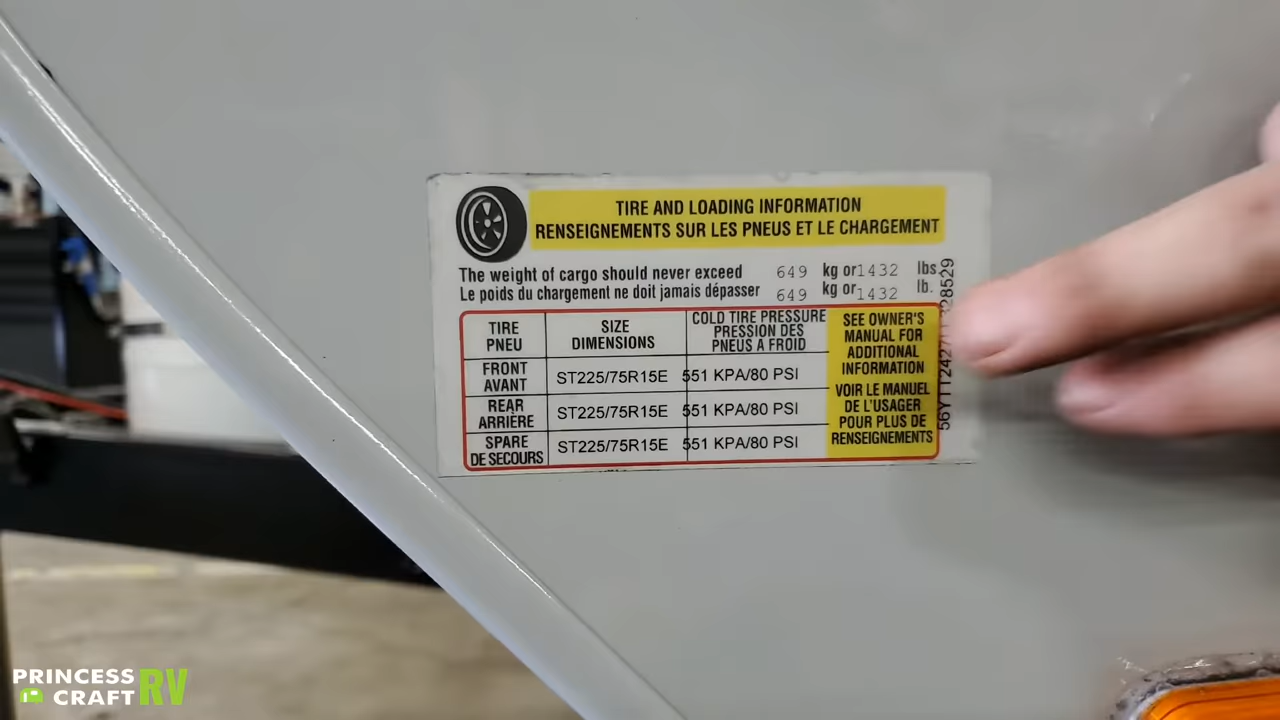 TIRE AND LOADING INFORMATION
RENSEIGNEMENTS SUR LES PNEUS ET LE CHARGEMENT
The weight of cargo should never exceed 649 kg or 1432 lbs.
Le poids du chargement ne doit jamais dépasser 649 kg or 1432 lb.
TIRE
PNEU
SIZE
DIMENSIONS
COLD TIRE PRESSURE
PRESSION DES
PNEUS A FROID
FRONT
AVANT
ST225/75R15E
551 KPA/80 PSI
REAR
ARRIÈRE
ST225/75R15E
551 KPA/80 PSI
SPARE
DE SECOURS
ST225/75R15E
551 KPA/80 PSI
SEE OWNER'S
MANUAL FOR
ADDITIONAL
INFORMATION
VOIR LE MANUEL
DE L'USAGER
POUR PLUS DE
RENSEIGNEMENTS
PRINCESS
CRAFT RV